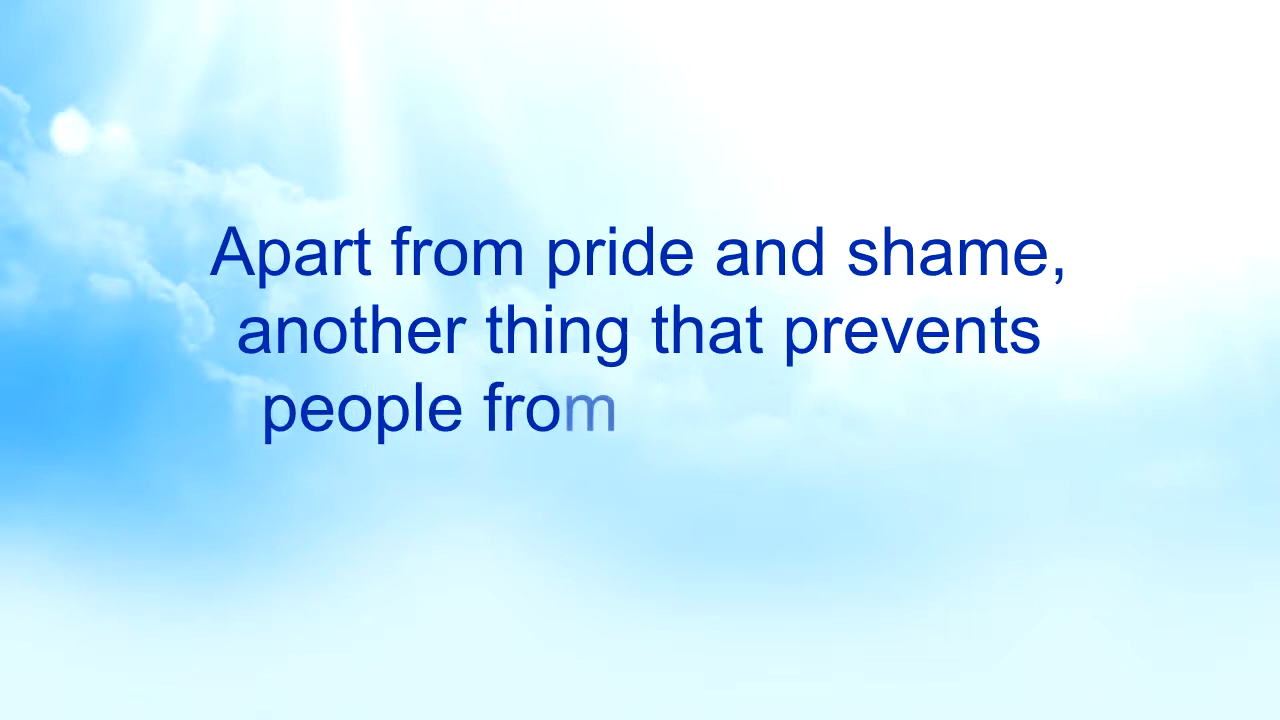 Apart from pride and shame,
another thing that prevents
people from